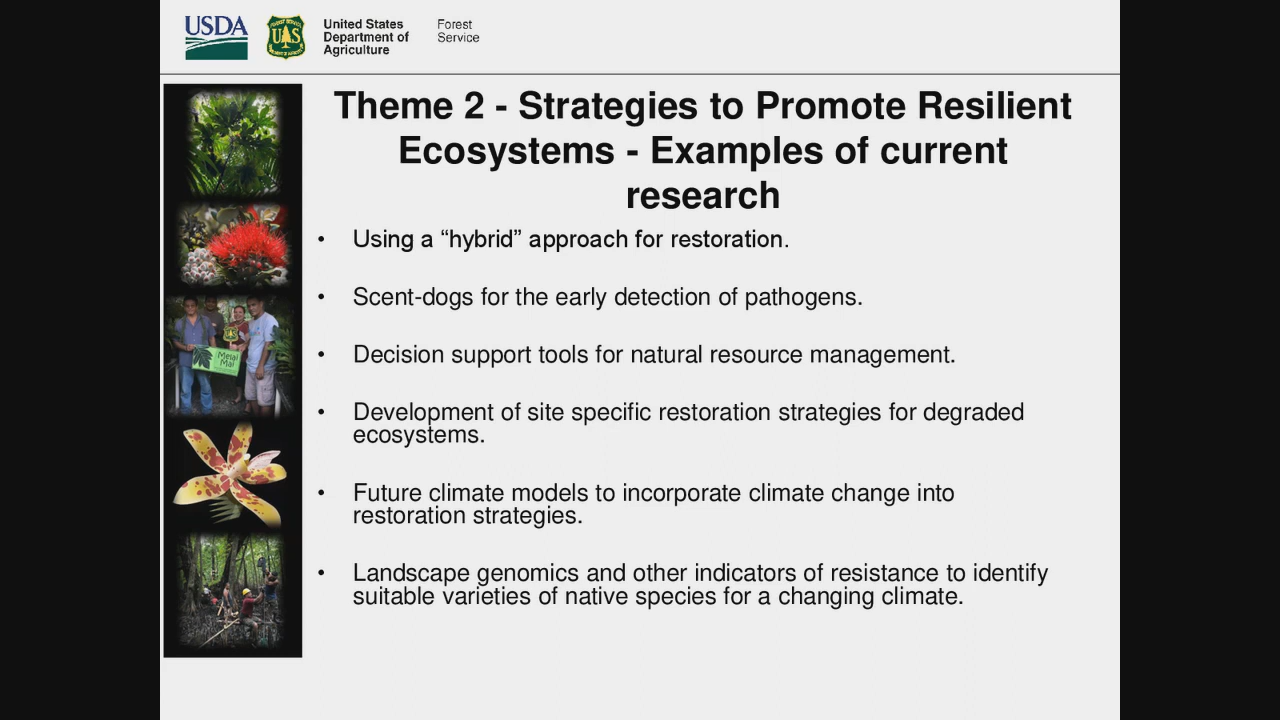 USDA
United States
Department of
Agriculture
Forest
Service
Theme 2 - Strategies to Promote Resilient
Ecosystems - Examples of current
research
• Using a “hybrid” approach for restoration.
• Scent-dogs for the early detection of pathogens.
• Decision support tools for natural resource management.
• Development of site specific restoration strategies for degraded
ecosystems.
• Future climate models to incorporate climate change into
restoration strategies.
• Landscape genomics and other indicators of resistance to identify
suitable varieties of native species for a changing climate.
US
Metal
Mai